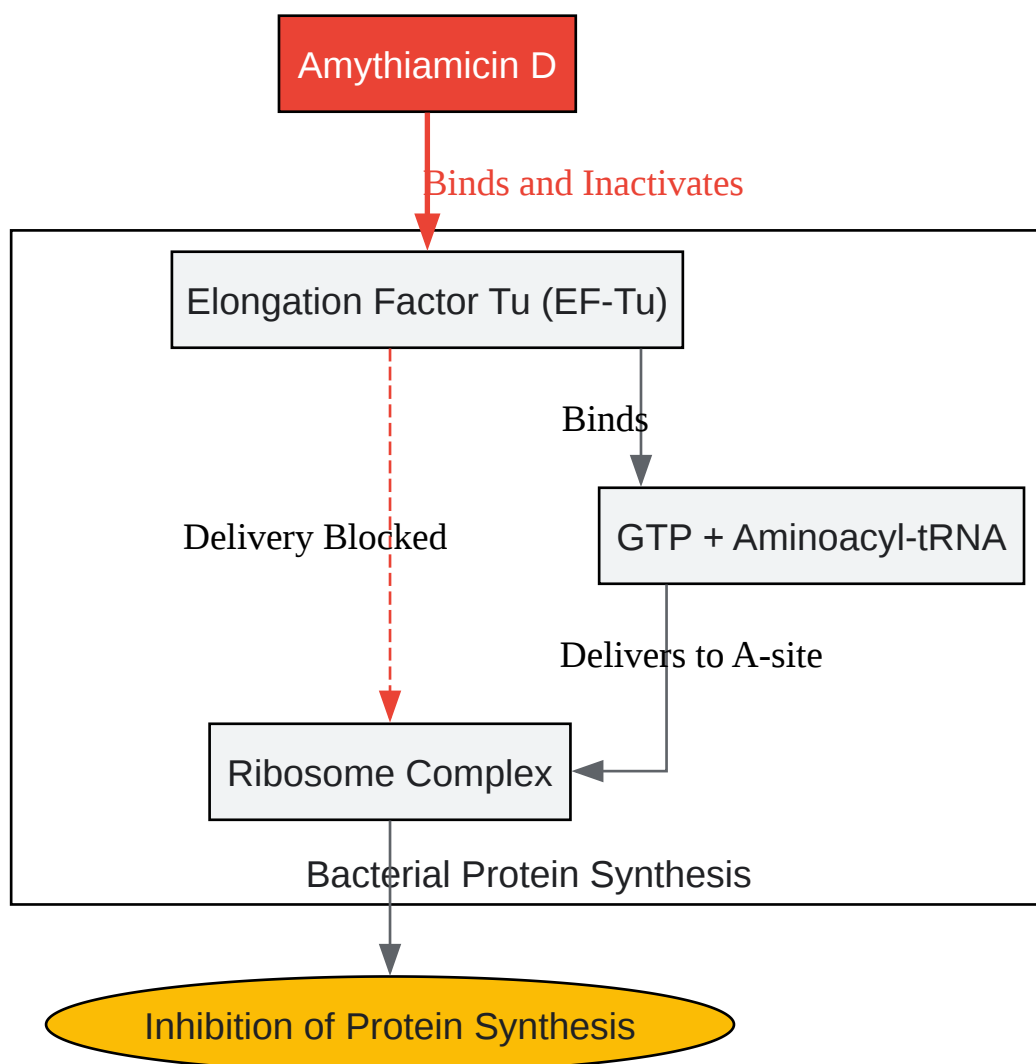 Amythiamicin D
Binds and Inactivates
Elongation Factor Tu (EF-Tu)
Binds
Delivery Blocked
GTP + Aminoacyl-tRNA
Delivers to A-site
Ribosome Complex
Bacterial Protein Synthesis
Inhibition of Protein Synthesis